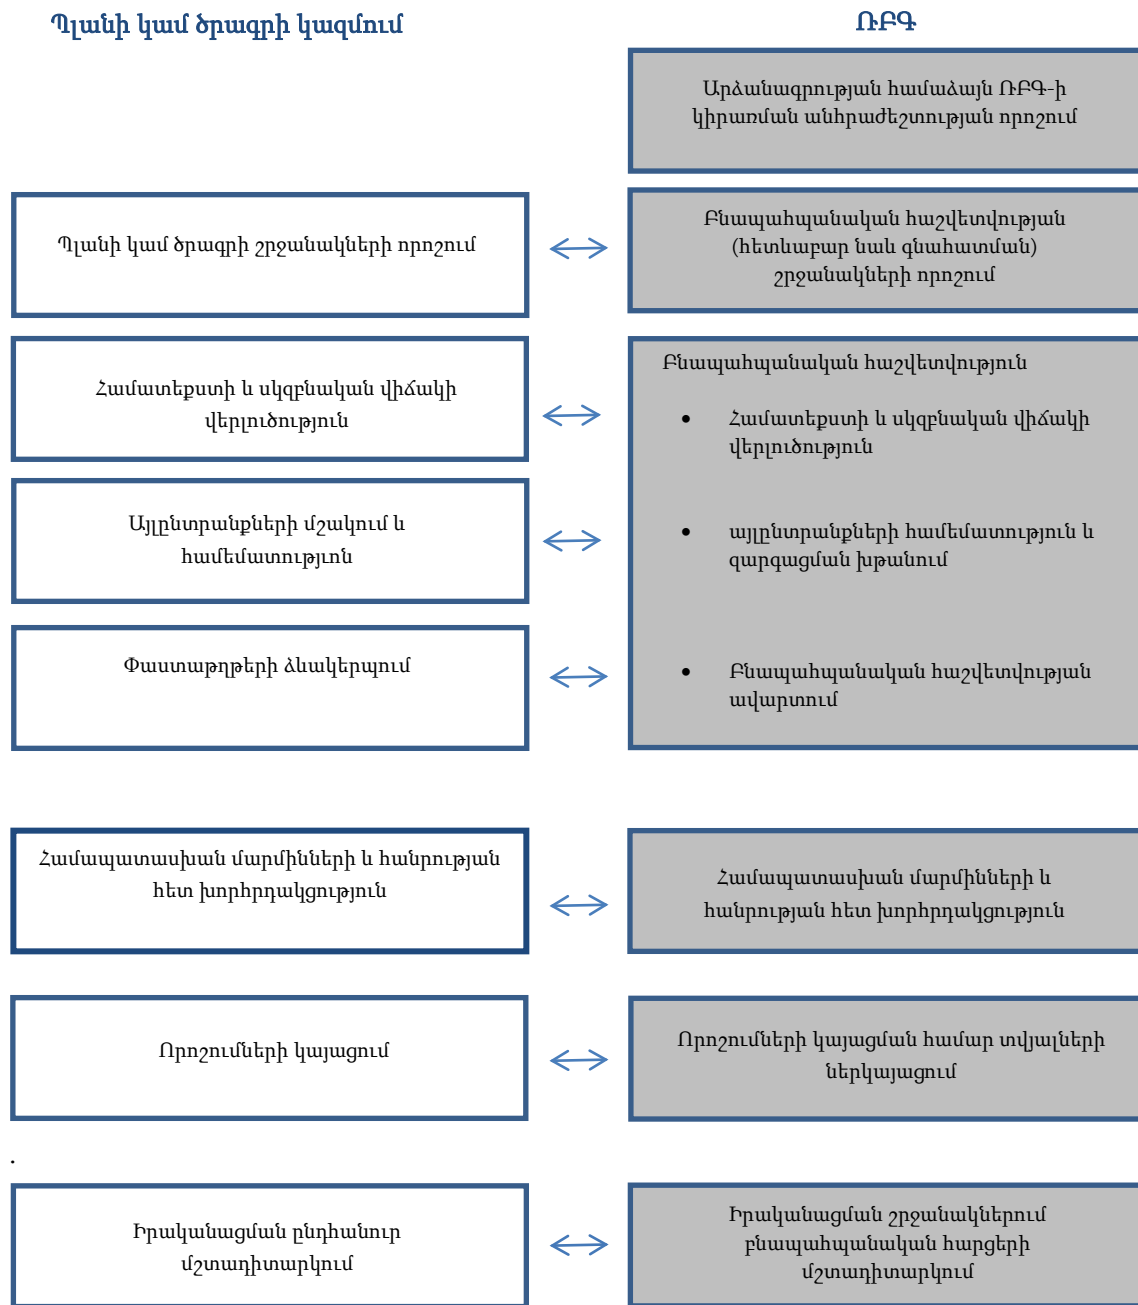 Պլանի կամ ծրագրի կազմում
ՌԲԳ
Արձանագրության համաձայն ՌԲԳ-ի
կիրառման անհրաժեշտության որոշում
Պլանի կամ ծրագրի շրջանակների որոշում
Բնապահպանական հաշվետվության
(հետևաբար նաև գնահատման)
շրջանակների որոշում
Համատեքստի և սկզբնական վիճակի
վերլուծություն
Այլընտրանքների մշակում և
համեմատությւոն
Փաստաթղթերի ձևակերպում
Բնապահպանական հաշվետվություն
• Համատեքստի և սկզբնական վիճակի
վերլուծություն
• այլընտրանքների համեմատություն և
զարգացման խթանում
• Բնապահպանական հաշվետվության
ավարտում
Համապատասխան մարմինների և հանրության
հետ խորհրդակցություն
Համապատասխան մարմինների և
հանրության հետ խորհրդակցություն
Որոշումների կայացում
Որոշումների կայացման համար տվյալների
ներկայացում
.
Իրականացման ընդհանուր
մշտադիտարկում
Իրականացման շրջանակներում
բնապահպանական հարցերի
մշտադիտարկում